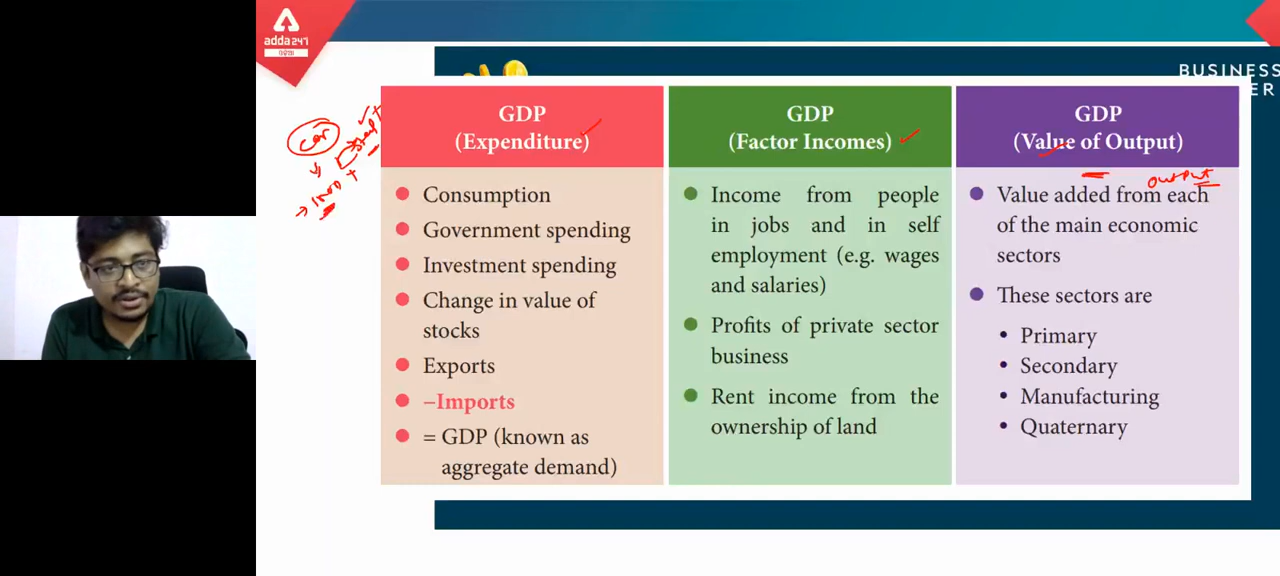 adda247
ଓଡ଼ିଆ
BUSINESS
ER
car
1000 +
output
GDP
(Expenditure)
Consumption
Government spending
Investment spending
Change in value of
stocks
Exports
–Imports
= GDP (known as
aggregate demand)
GDP
(Factor Incomes)
Income from people
in jobs and in self
employment (e.g. wages
and salaries)
Profits of private sector
business
Rent income from the
ownership of land
GDP
(Value of Output)
Value added from each
of the main economic
sectors
These sectors are
• Primary
• Secondary
• Manufacturing
• Quaternary